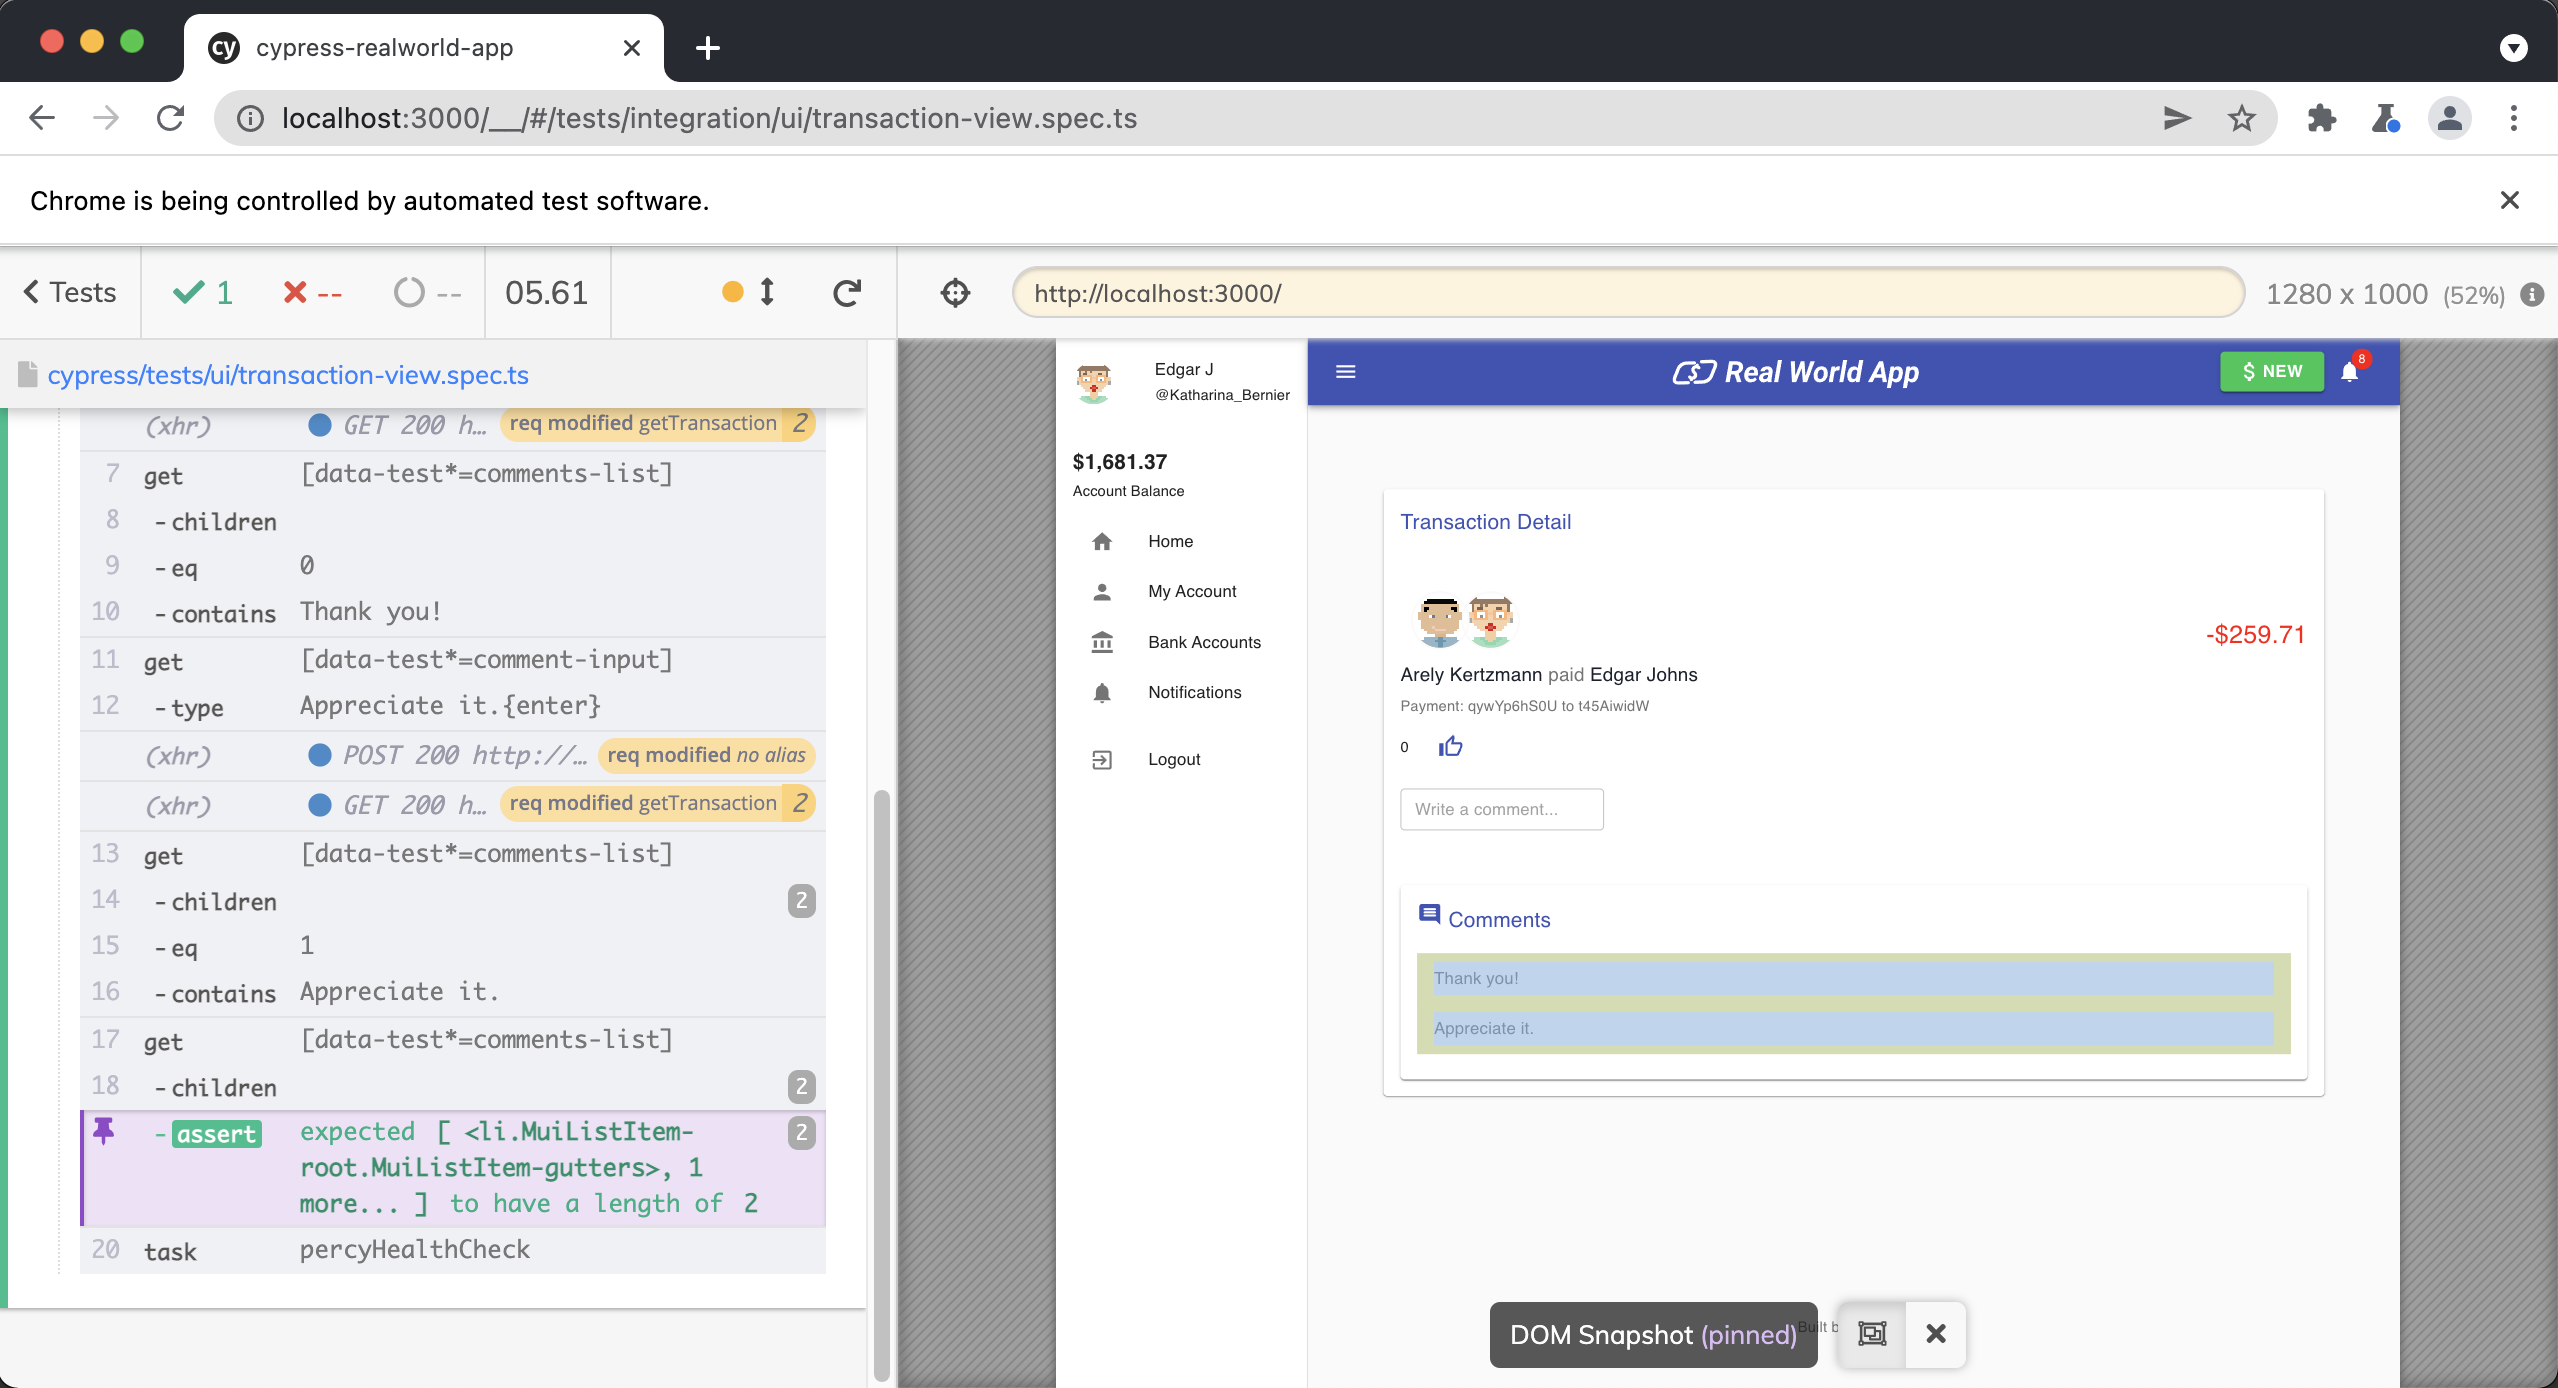 cy cypress-realworld-app
localhost:3000/__/#/tests/integration/ui/transaction-view.spec.ts
Chrome is being controlled by automated test software.
Tests 1 -- -- 05.61
http://localhost:3000/ 1280 x 1000 (52%)
cypress/tests/ui/transaction-view.spec.ts
(xhr) GET 200 h… req modified getTransaction 2
7 get [data-test*=comments-list]
8 -children
9 -eq 0
10 -contains Thank you!
11 get [data-test*=comment-input]
12 -type Appreciate it.{enter}
(xhr) POST 200 http://… req modified no alias
(xhr) GET 200 h… req modified getTransaction 2
13 get [data-test*=comments-list]
14 -children 2
15 -eq 1
16 -contains Appreciate it.
17 get [data-test*=comments-list]
18 -children 2
-assert expected [ <li.MuiListItem- 2
root.MuiListItem-gutters>, 1
more... ] to have a length of 2
20 task percyHealthCheck
Edgar J
@Katharina_Bernier
$1,681.37
Account Balance
Home
My Account
Bank Accounts
Notifications
Logout
Real World App
$ NEW
8
Transaction Detail
-$259.71
Arely Kertzmann paid Edgar Johns
Payment: qywYp6hS0U to t45AiwidW
0
Write a comment...
Comments
Thank you!
Appreciate it.
DOM Snapshot (pinned)
Built b